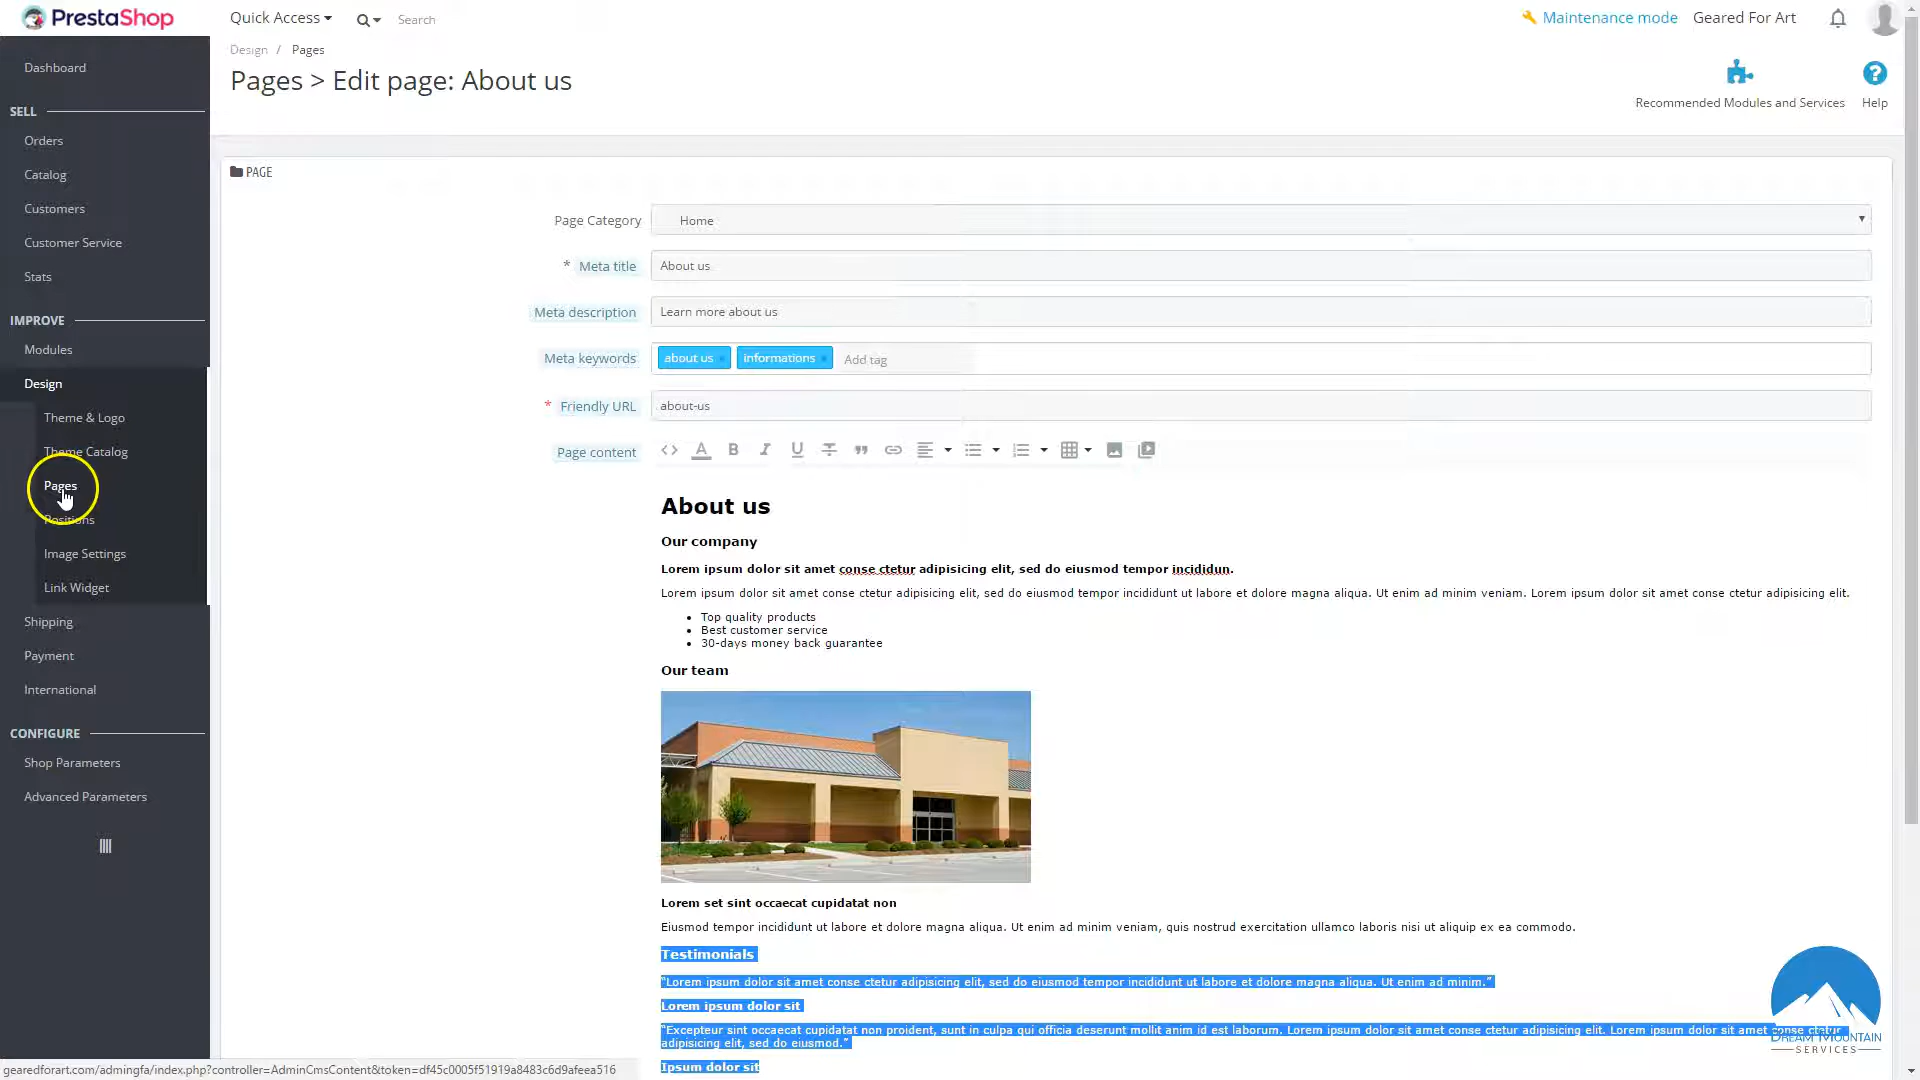 PrestaShop
Quick Access
Search
Maintenance mode
Geared For Art
Design / Pages
Pages > Edit page: About us
Recommended Modules and Services
Help
Dashboard
SELL
Orders
Catalog
Customers
Customer Service
Stats
IMPROVE
Modules
Design
Theme & Logo
Theme Catalog
Pages
Positions
Image Settings
Link Widget
Shipping
Payment
International
CONFIGURE
Shop Parameters
Advanced Parameters
PAGE
Page Category Home
* Meta title About us
Meta description Learn more about us
Meta keywords about us × informations × Add tag
* Friendly URL about-us
Page content
About us
Our company
Lorem ipsum dolor sit amet conse ctetur adipisicing elit, sed do eiusmod tempor incididun.
Lorem ipsum dolor sit amet conse ctetur adipisicing elit, sed do eiusmod tempor incididunt ut labore et dolore magna aliqua. Ut enim ad minim veniam. Lorem ipsum dolor sit amet conse ctetur adipisicing elit.
• Top quality products
• Best customer service
• 30-days money back guarantee
Our team
Lorem set sint occaecat cupidatat non
Eiusmod tempor incididunt ut labore et dolore magna aliqua. Ut enim ad minim veniam, quis nostrud exercitation ullamco laboris nisi ut aliquip ex ea commodo.
Testimonials
“Lorem ipsum dolor sit amet conse ctetur adipisicing elit, sed do eiusmod tempor incididunt ut labore et dolore magna aliqua. Ut enim ad minim.”
Lorem ipsum dolor sit
“Excepteur sint occaecat cupidatat non proident, sunt in culpa qui officia deserunt mollit anim id est laborum. Lorem ipsum dolor sit amet conse ctetur adipisicing elit. Lorem ipsum dolor sit amet conse ctetur
adipisicing elit, sed do eiusmod.”
Ipsum dolor sit
DREAM MOUNTAIN
SERVICES
gearedforart.com/admingfa/index.php?controller=AdminCmsContent&token=df45c0005f51919a8483c6d9afeea516